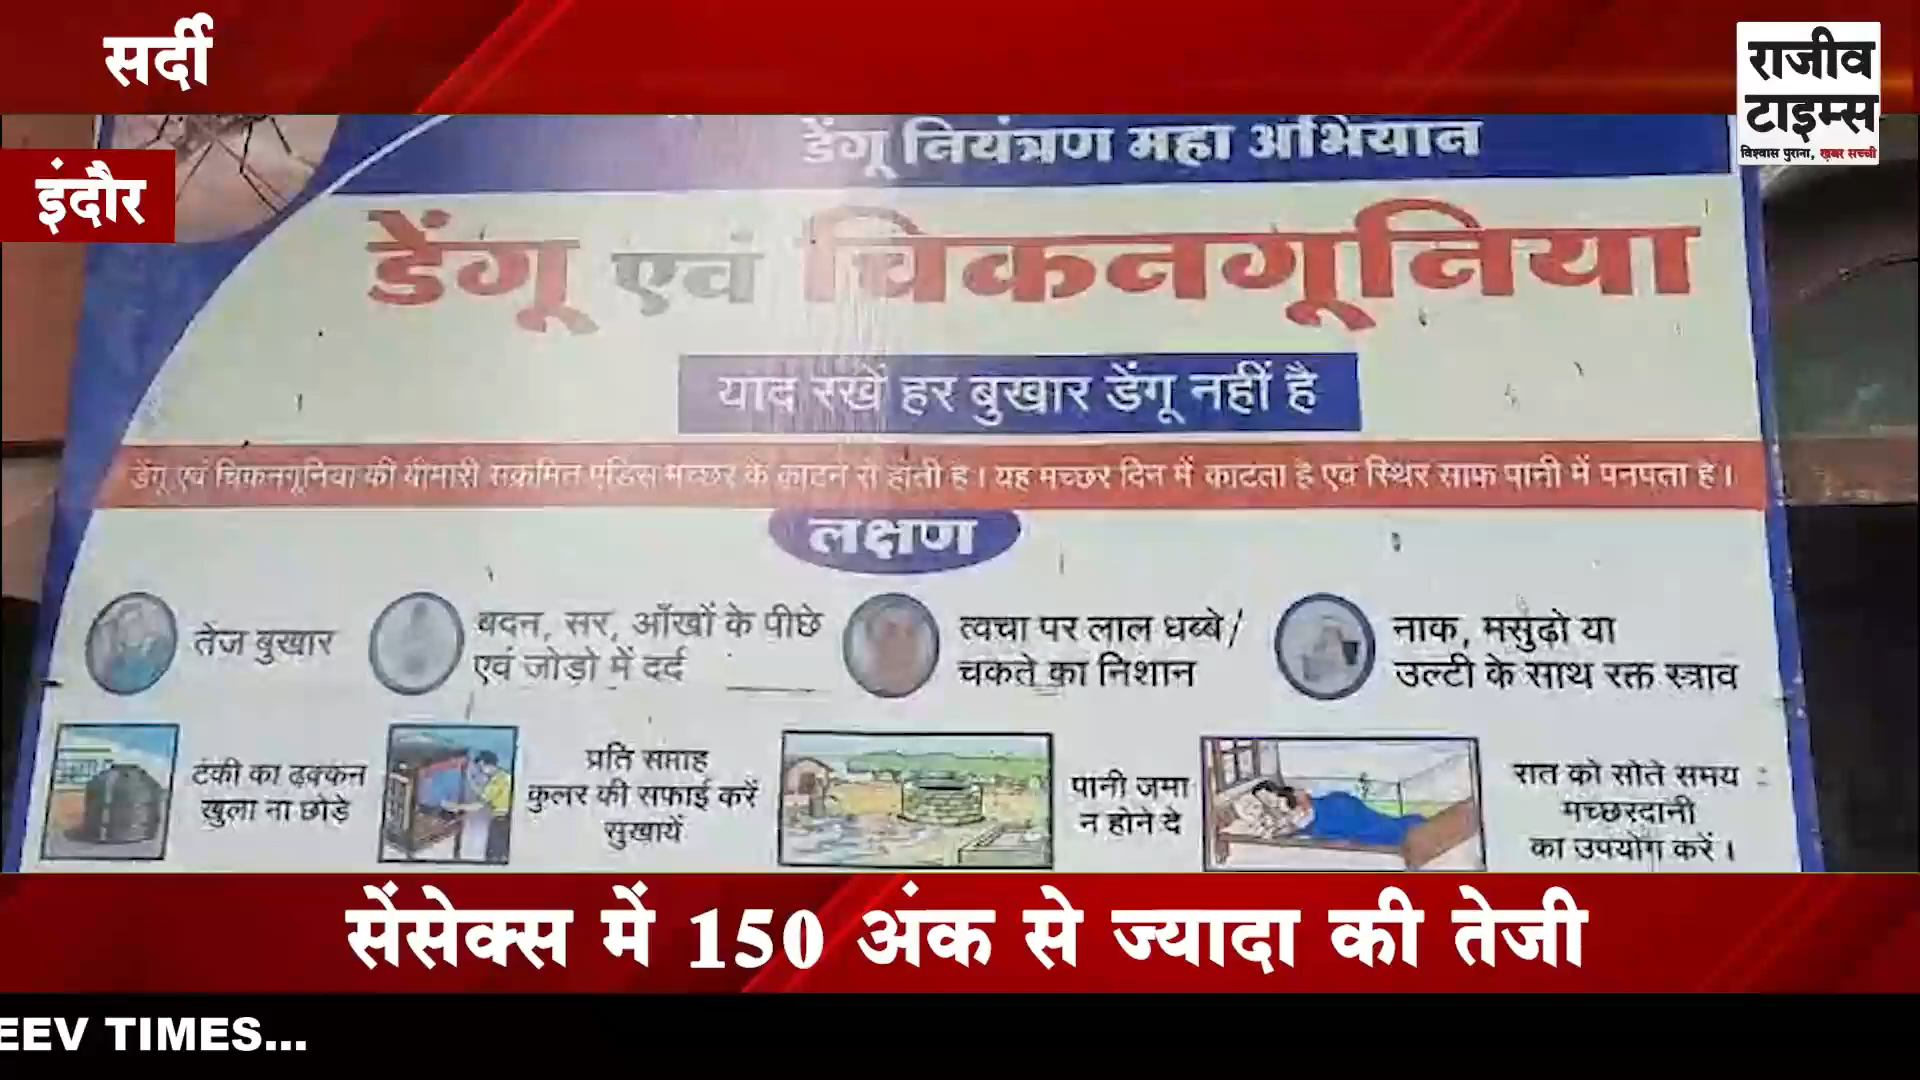 सर्दी
राजीव
टाइम्स
विश्वास पुराना, ख़बर सच्ची
इंदौर
डेंगू नियंत्रण महा अभियान
डेंगू एवं चिकनगूनिया
याद रखें हर बुखार डेंगू नहीं है
डेंगू एवं चिकनगूनिया की बीमारी संक्रमित एडिस मच्छर के काटने से होती है। यह मच्छर दिन में काटता है एवं स्थिर साफ पानी में पनपता है।
लक्षण
तेज बुखार
बदन, सर, आँखों के पीछे
एवं जोडो में दर्द
त्वचा पर लाल धब्बे/
चकते का निशान
नाक, मसुढो या
उल्टी के साथ रक्त स्त्राव
टंकी का ढक्कन
खुला ना छोडे
प्रति सप्ताह
कुलर की सफाई करें
सुखायें
पानी जमा
न होने दे
रात को सोते समय
मच्छरदानी
का उपयोग करें।
सेंसेक्स में 150 अंक से ज्यादा की तेजी
EEV TIMES...